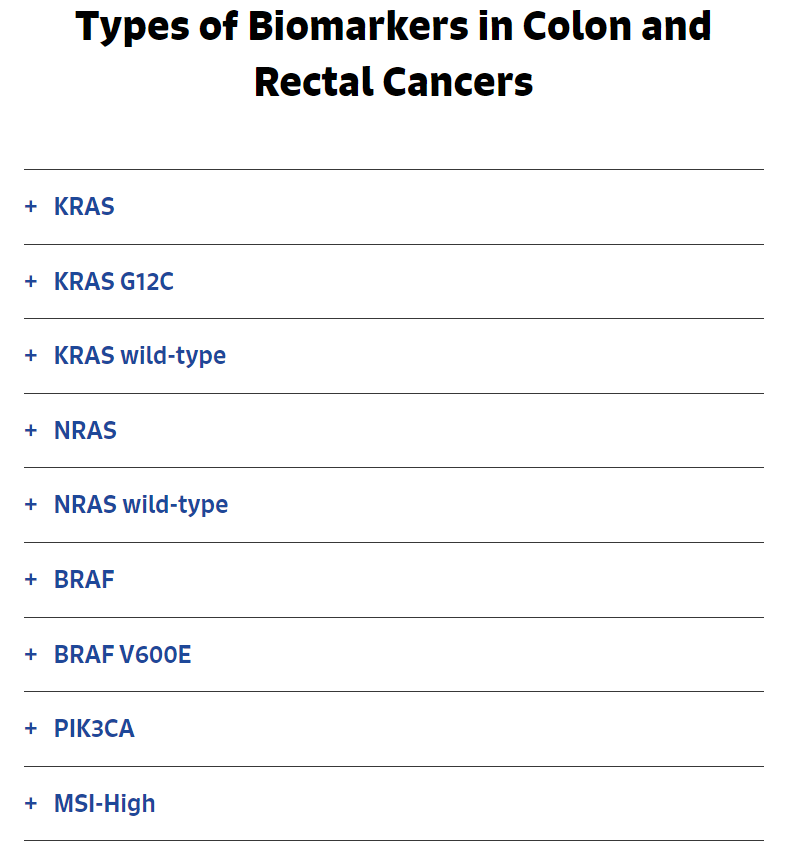 Types of Biomarkers in Colon and
Rectal Cancers
+ KRAS
+ KRAS G12C
+ KRAS wild-type
+ NRAS
+ NRAS wild-type
+ BRAF
+ BRAF V600E
+ PIK3CA
+ MSI-High